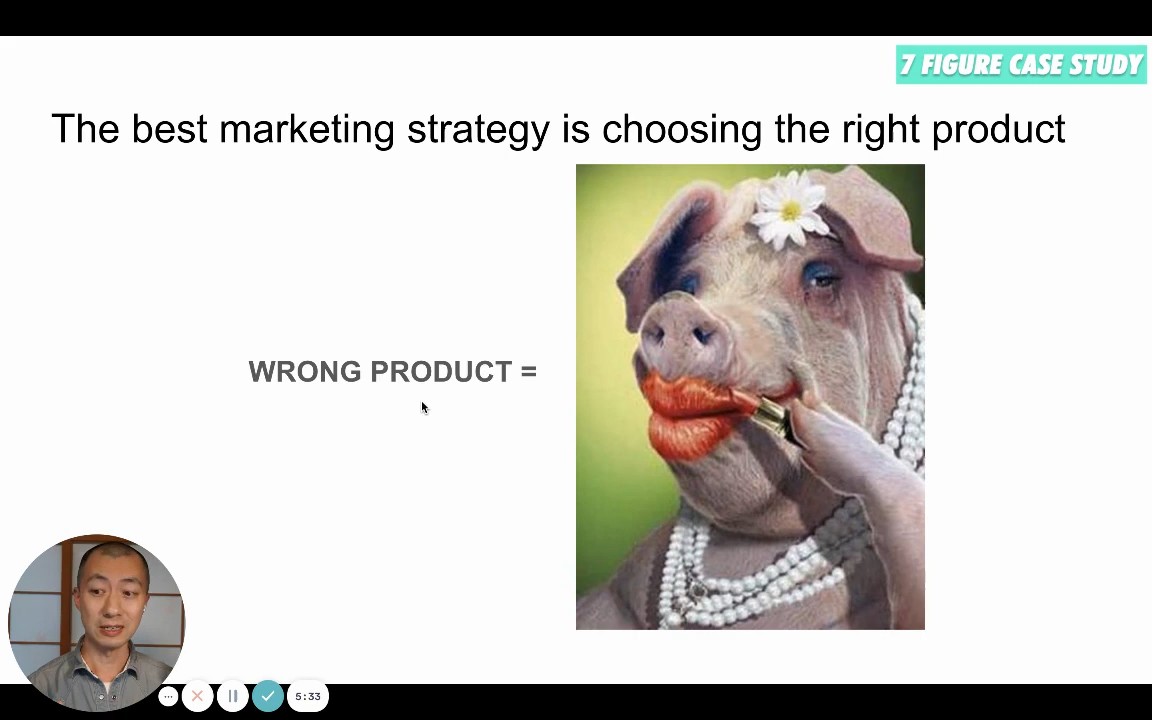 7 FIGURE CASE STUDY
The best marketing strategy is choosing the right product
WRONG PRODUCT =
5:33